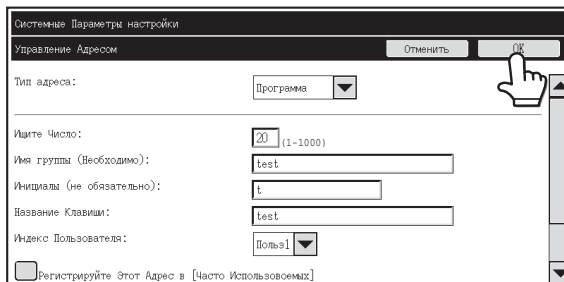 Системные Параметры настройки
Управление Адресом Отменить OK
Тип адреса: Программа
Ищите Число: 20 (1-1000)
Имя группы (Необходимо): test
Инициалы (не обязательно): t
Название Клавиши: test
Индекс Пользователя: Польз1
Регистрируйте Этот Адрес в [Часто Использовоемых]